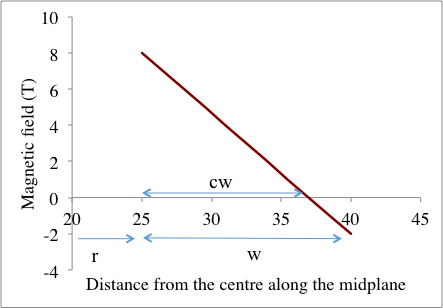 10
8
6
4
2
0
-2
-4
Magnetic field (T)
cw
20 25 30 35 40 45
r
w
Distance from the centre along the midplane